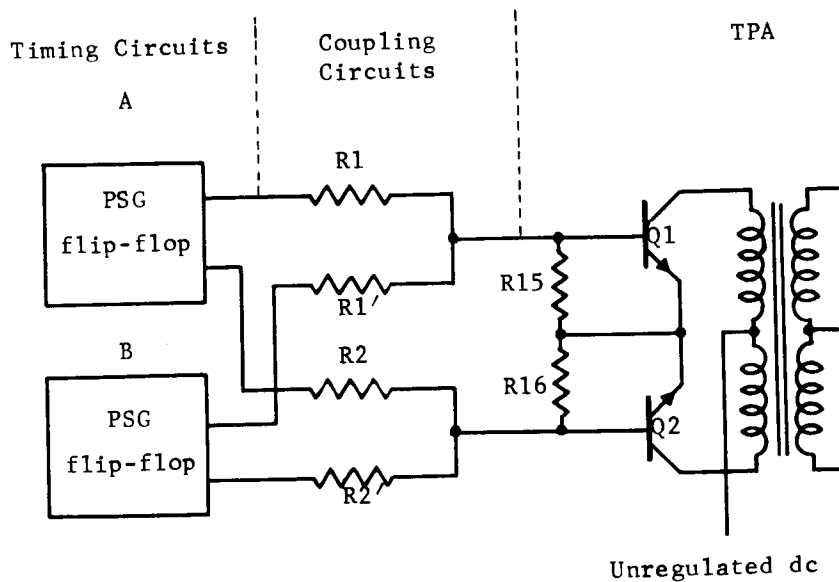 Timing Circuits
Coupling
Circuits
TPA
A
R1
PSG
flip-flop
Q1
R15
R1′
B
R2
R16
PSG
flip-flop
Q2
R2′
Unregulated dc